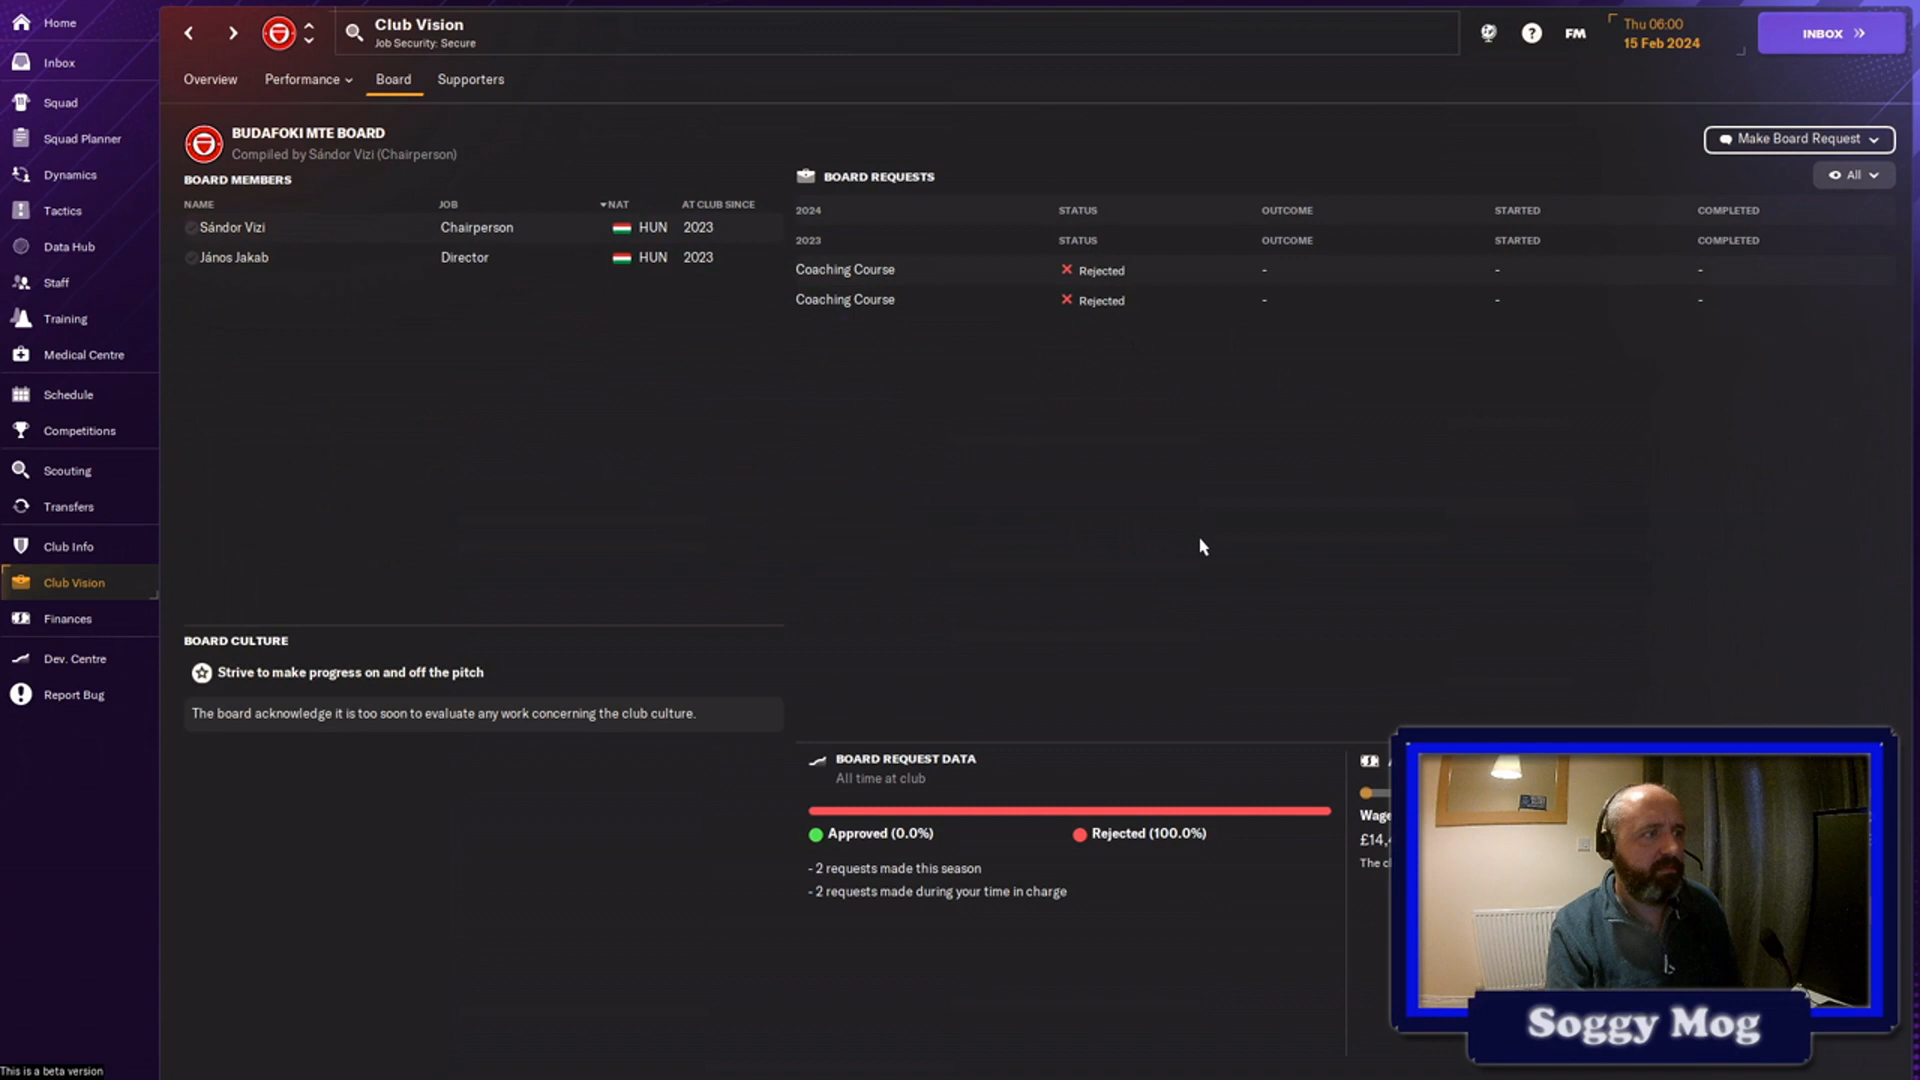 Home
Inbox
Squad
Squad Planner
Dynamics
Tactics
Data Hub
Staff
Training
Medical Centre
Schedule
Competitions
Scouting
Transfers
Club Info
Club Vision
Finances
Dev. Centre
Report Bug
This is a beta version
Club Vision
Job Security: Secure
FM
Thu 06:00
15 Feb 2024
INBOX
Overview Performance Board Supporters
BUDAFOKI MTE BOARD
Compiled by Sándor Vizi (Chairperson)
Make Board Request
All
BOARD MEMBERS
NAME JOB NAT AT CLUB SINCE
Sándor Vizi Chairperson HUN 2023
János Jakab Director HUN 2023
BOARD REQUESTS
2024 STATUS OUTCOME STARTED COMPLETED
2023 STATUS OUTCOME STARTED COMPLETED
Coaching Course Rejected - - -
Coaching Course Rejected - - -
BOARD CULTURE
Strive to make progress on and off the pitch
The board acknowledge it is too soon to evaluate any work concerning the club culture.
BOARD REQUEST DATA
All time at club
Approved (0.0%) Rejected (100.0%)
- 2 requests made this season
- 2 requests made during your time in charge
Wage
£14,
Soggy Mog